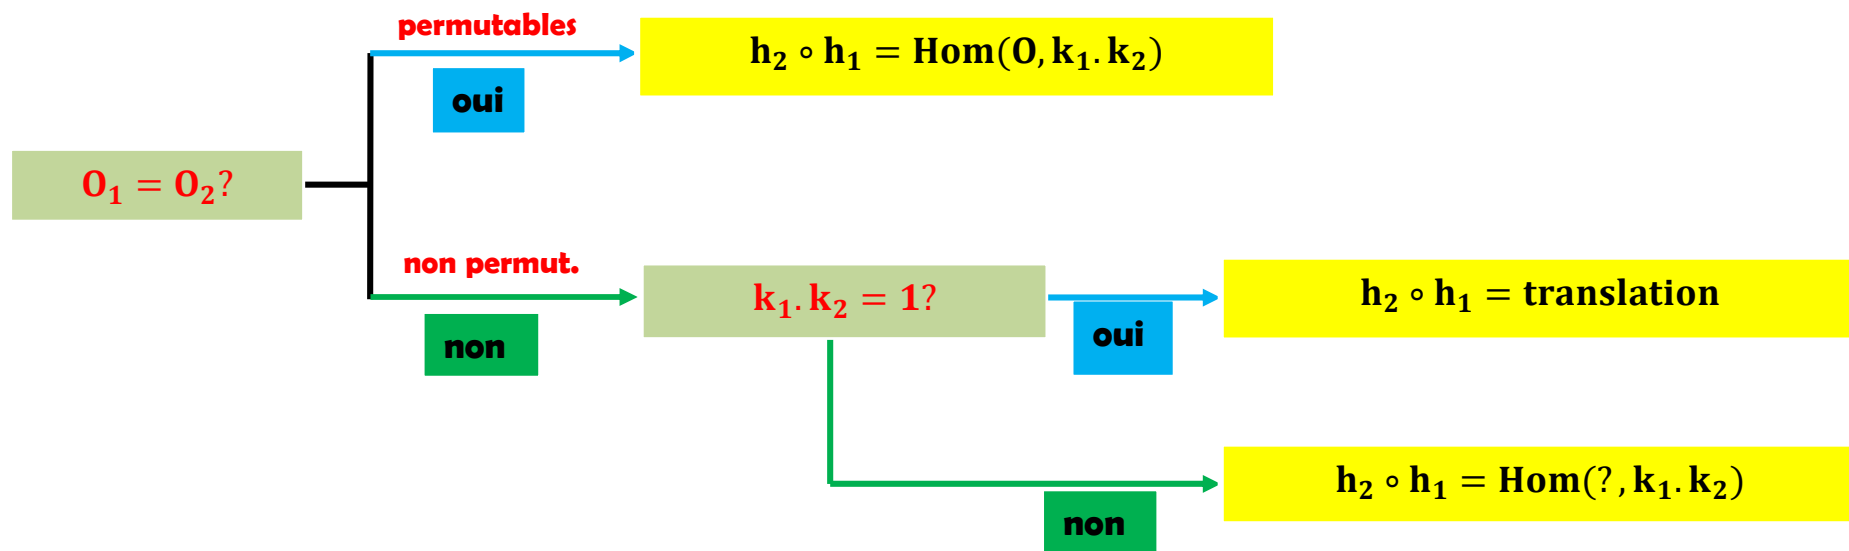 permutables
h₂ ∘ h₁ = Hom(O, k₁. k₂)
oui
O₁ = O₂?
non permut.
k₁. k₂ = 1?
h₂ ∘ h₁ = translation
non
oui
h₂ ∘ h₁ = Hom(? , k₁. k₂)
non